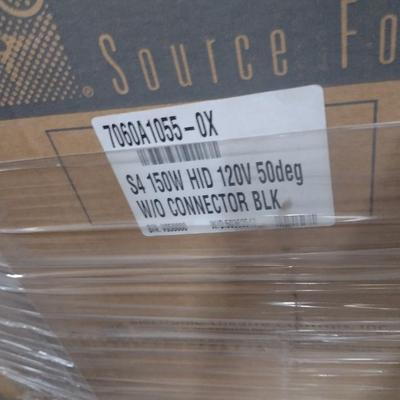 ® Source Fo
7060A1055-0X
S4 150W HID 120V 50deg
W/O CONNECTOR BLK